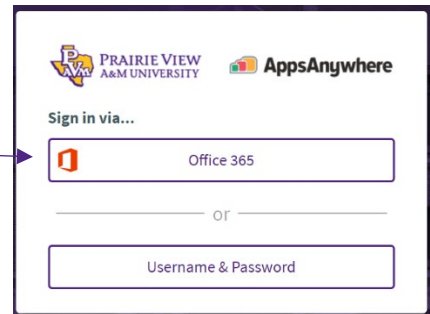 PRAIRIE VIEW
A&M UNIVERSITY
AppsAnywhere
Sign in via...
Office 365
or
Username & Password